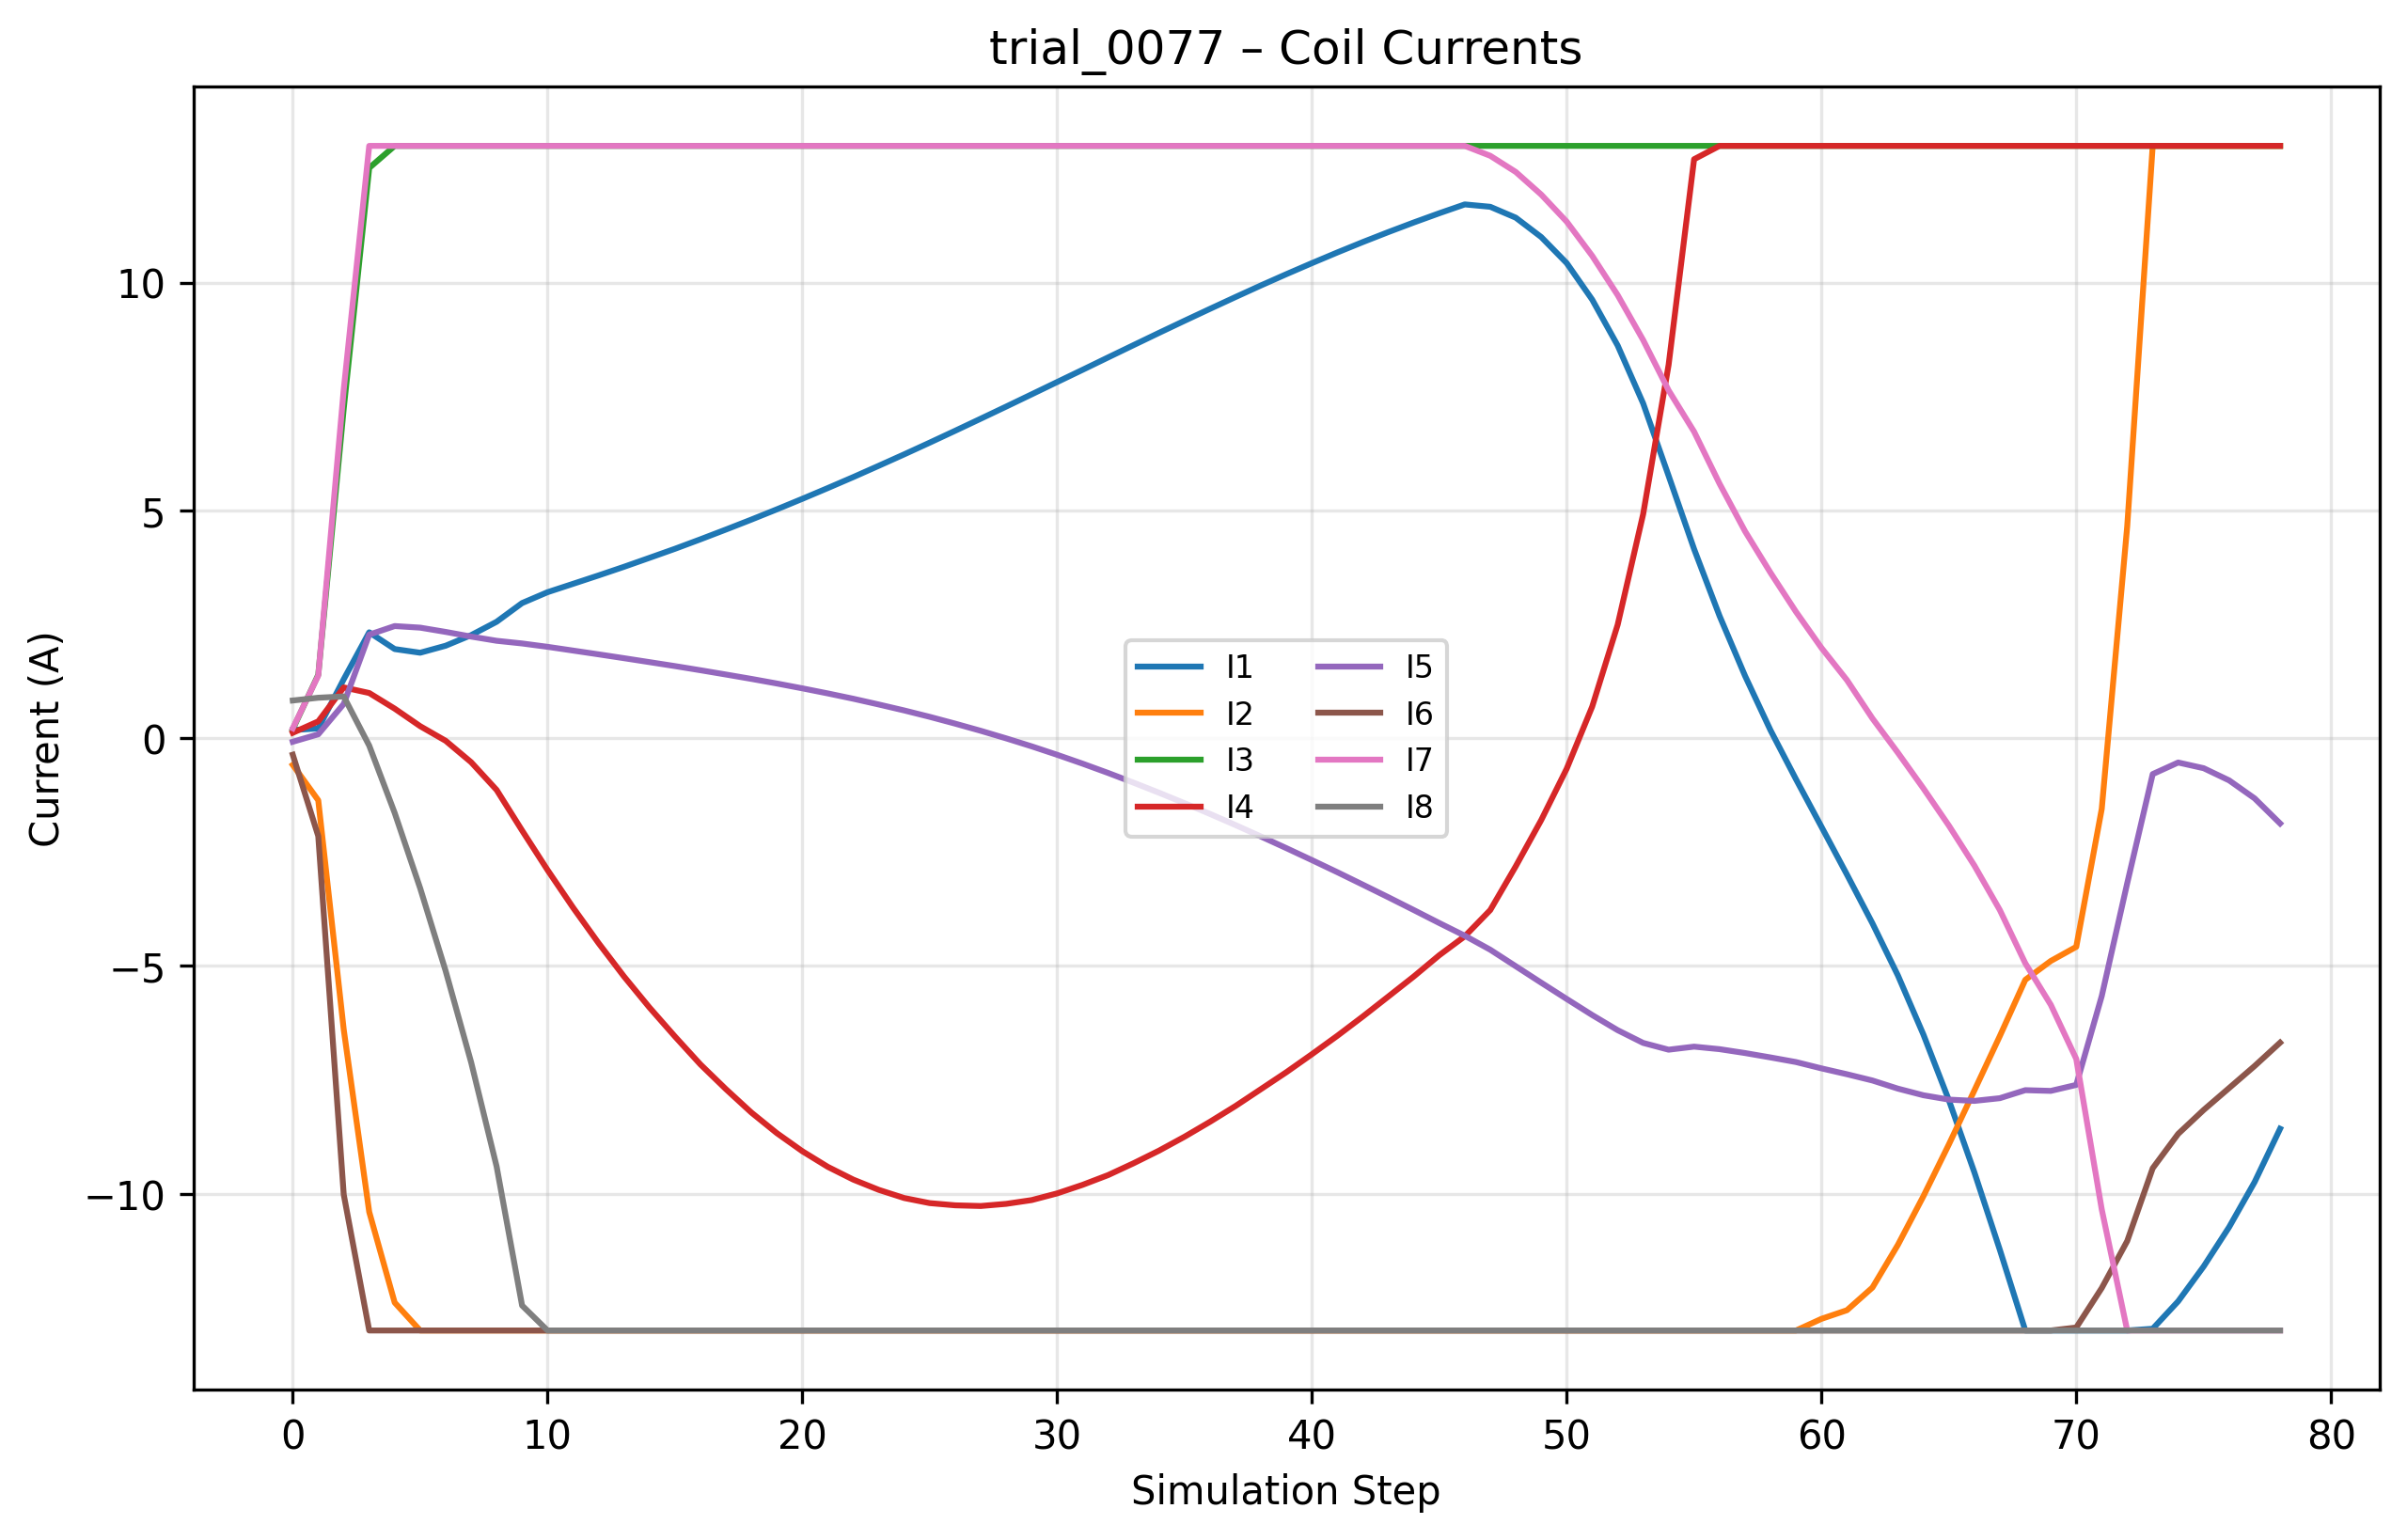 trial_0077 – Coil Currents
Current (A)
10
5
0
−5
−10
I1 I5
I2 I6
I3 I7
I4 I8
0 10 20 30 40 50 60 70 80
Simulation Step